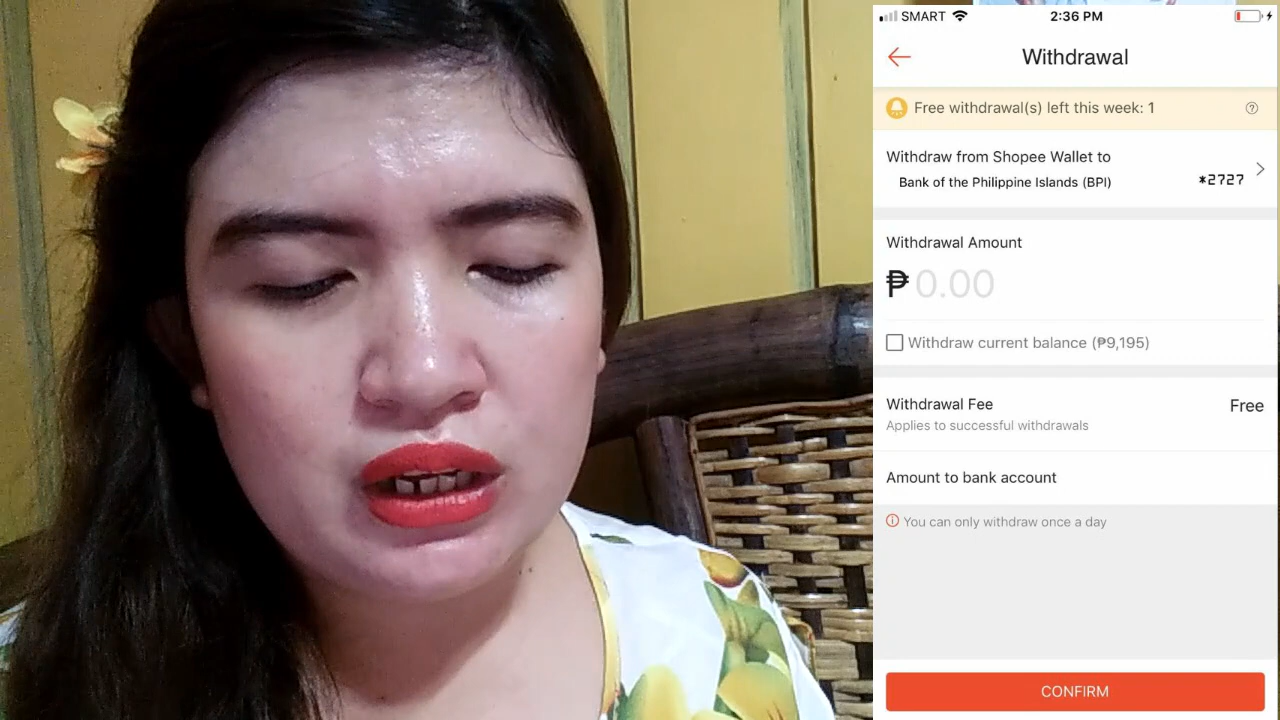 SMART 2:36 PM
Withdrawal
Free withdrawal(s) left this week: 1
Withdraw from Shopee Wallet to
Bank of the Philippine Islands (BPI) *2727
Withdrawal Amount
₱ 0.00
Withdraw current balance (₱9,195)
Withdrawal Fee Free
Applies to successful withdrawals
Amount to bank account
You can only withdraw once a day
CONFIRM